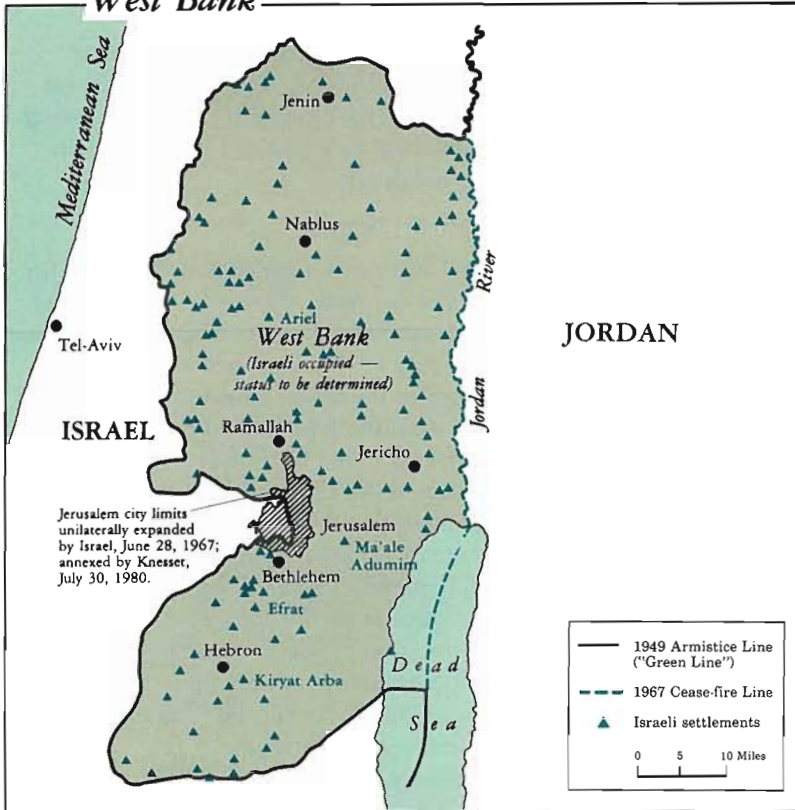 West Bank
Mediterranean Sea
Jenin
Nablus
River
Ariel
Tel-Aviv
West Bank
(Israeli occupied —
status to be determined)
JORDAN
Jordan
ISRAEL
Ramallah
Jericho
Jerusalem city limits
unilaterally expanded
by Israel, June 28, 1967;
annexed by Knesset,
July 30, 1980.
Jerusalem
Ma'ale
Adumim
Bethlehem
Efrat
Hebron
Kiryat Arba
Dead
Sea
1949 Armistice Line
("Green Line")
1967 Cease-fire Line
Israeli settlements
0 5 10 Miles